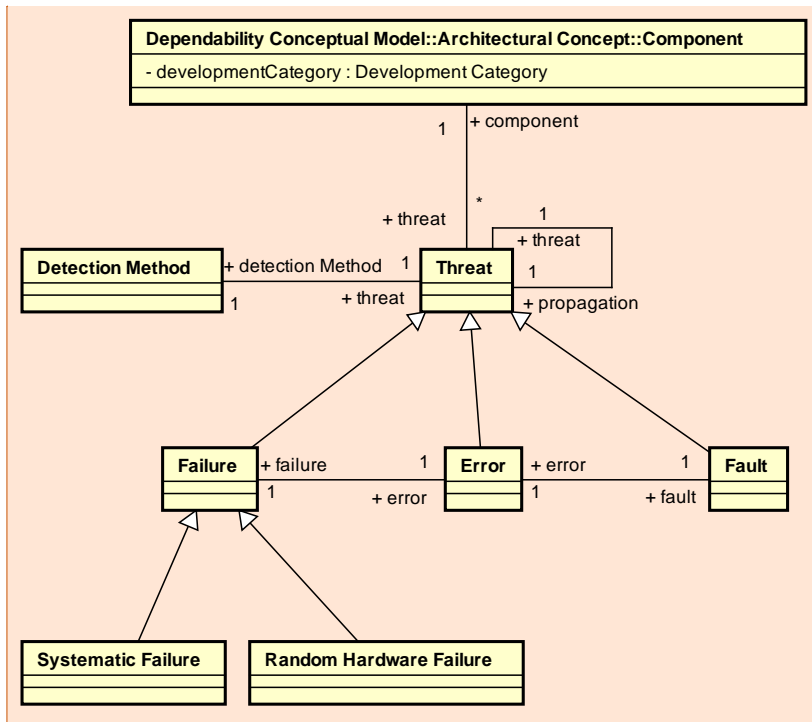 Dependability Conceptual Model::Architectural Concept::Component
- developmentCategory : Development Category
1
+ component
*
+ threat
1
+ threat
Detection Method
+ detection Method
1
Threat
1
1
+ threat
+ propagation
Failure
+ failure
1
Error
+ error
1
Fault
1
+ error
1
+ fault
Systematic Failure
Random Hardware Failure